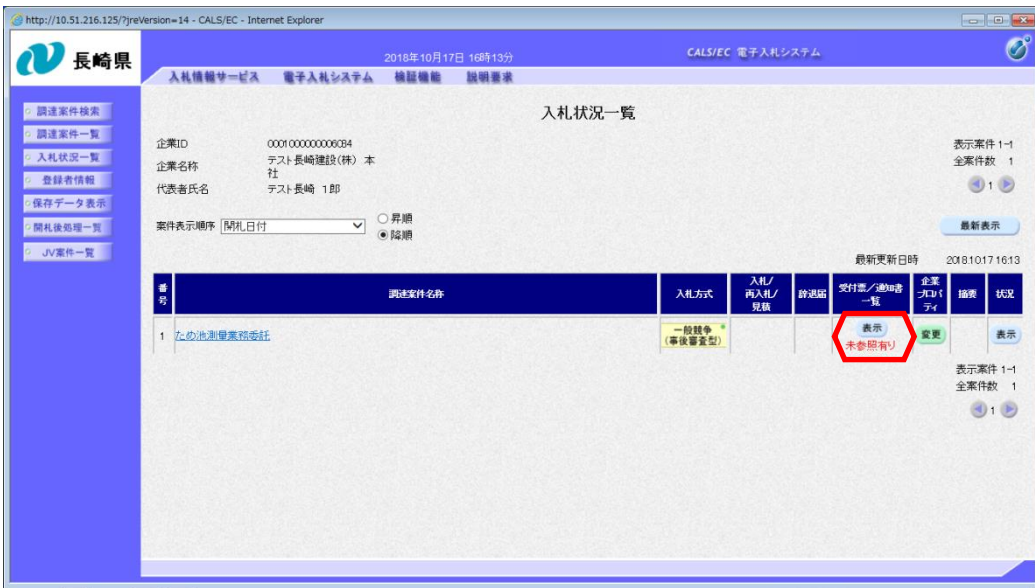 http://10.51.216.125/?jreVersion=14 - CALS/EC - Internet Explorer
長崎県
2018年10月17日 16時13分
CALS/EC 電子入札システム
入札情報サービス 電子入札システム 検証機能 説明要求
調達案件検索
調達案件一覧
入札状況一覧
登録者情報
保存データ表示
開札後処理一覧
JV案件一覧
入札状況一覧
企業ID 0001000000006084
企業名称 テスト長崎建設(株) 本
社
代表者氏名 テスト長崎 1郎
表示案件 1-1
全案件数 1
1
案件表示順序 開札日付
昇順
降順
最新表示
最新更新日時 2018.10.17 16:13
番号 調達案件名称 入札方式 入札/再入札/見積 辞退届 受付票/通知書一覧 企業プロパティ 摘要 状況
1 ため池測量業務委託 一般競争(事後審査型) 表示 変更 表示
未参照有り
表示案件 1-1
全案件数 1
1